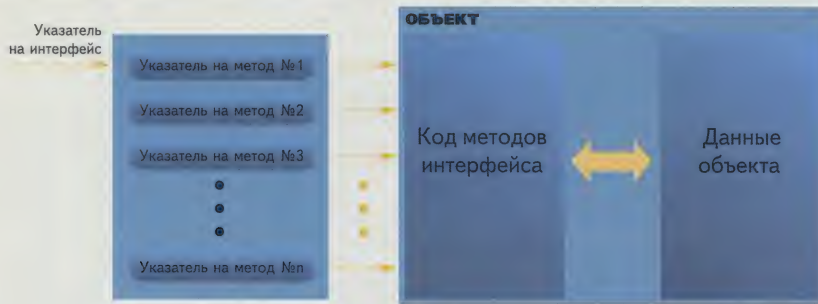 Указатель
на интерфейс
Указатель на метод №1
Указатель на метод №2
Указатель на метод №3
Указатель на метод №n
ОБЪЕКТ
Код методов
интерфейса
Данные
объекта